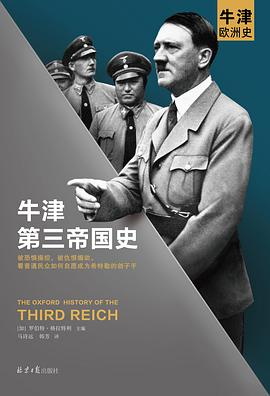 牛津
欧洲史
牛津
第三帝国史
被恐惧操控，被仇恨煽动，
看普通民众如何自愿成为希特勒的刽子手
THE OXFORD HISTORY OF THE
THIRD REICH
[加] 罗伯特·格拉特利 主编
马诗远 韩芳 译
北京日报出版社